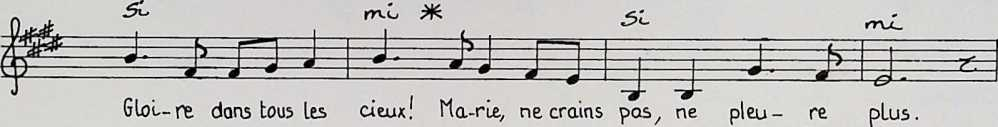 Si mi * Si mi
Gloi-re dans tous les cieux! Ma-rie, ne crains pas, ne pleu- re plus.